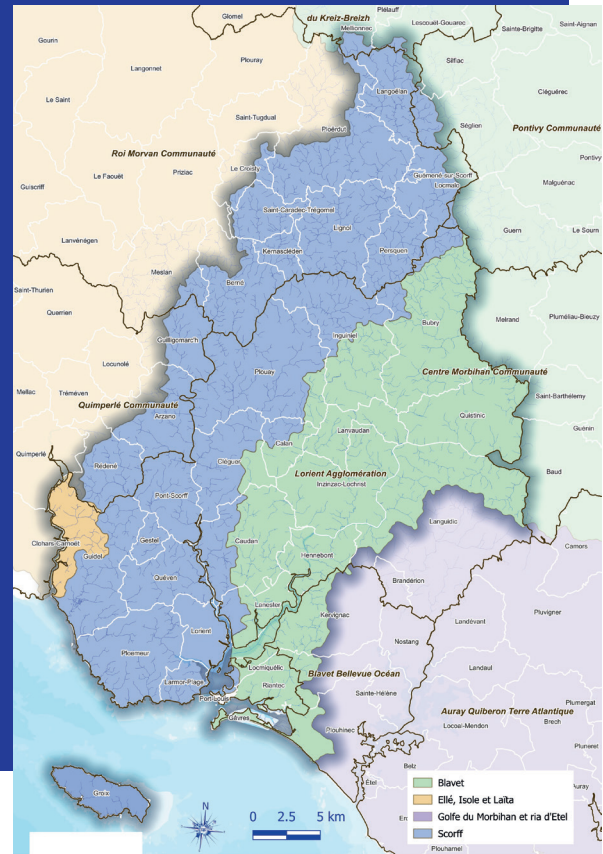 Plélauff
Glomel
du Kreiz-Breizh
Lescouët-Gouarec
Saint-Aignan
Mellionnec
Sainte-Brigitte
Gourin
Plouray
Silfiac
Langonnet
Langoëlan
Cléguérec
Le Saint
Saint-Tugdual
Ploërdut
Séglien
Pontivy Communauté
Roi Morvan Communauté
Pontivy
Le Croisty
Guémené-sur-Scorff
Le Faouët
Priziac
Locmalo
Malguénac
Guiscriff
Saint-Caradec-Trégomel
Lignol
Guern
Le Sourn
Lanvénégen
Kernascléden
Persquen
Meslan
Berné
Saint-Thurien
Querrien
Bubry
Melrand
Pluméliau-Bieuzy
Guilligomarc'h
Inguiniel
Locunolé
Plouay
Centre Morbihan Communauté
Mellac
Tréméven
Saint-Barthélemy
Quimperlé Communauté
Arzano
Quistinic
Lanvaudan
Guénin
Calan
Quimperlé
Rédené
Cléguer
Baud
Lorient Agglomération
Inzinzac-Lochrist
Pont-Scorff
Languidic
Clohars-Carnoët
Gestel
Caudan
Camors
Guidel
Hennebont
Quéven
Brandérion
Lanester
Kervignac
Landévant
Pluvigner
Lorient
Nostang
Ploemeur
Locmiquélic
Landaul
Blavet Bellevue Océan
Larmor-Plage
Riantec
Sainte-Hélène
Port-Louis
Plumergat
Auray Quiberon Terre Atlantique
Gâvres
Locoal-Mendon
Brech
Plouhinec
Pluneret
Belz
Étel
Auray
Groix
Blavet
Ellé, Isole et Laïta
Golfe du Morbihan et ria d'Etel
Scorff
N
0 2.5 5 km
Plouharnel